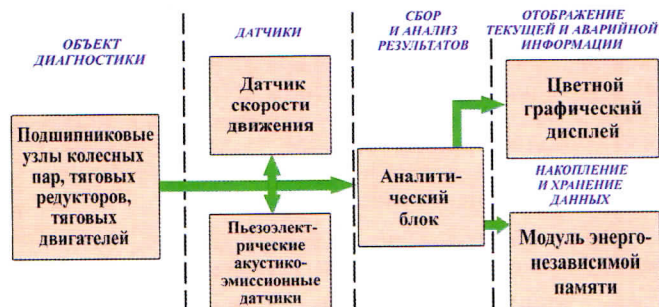 ОБЪЕКТ
ДИАГНОСТИКИ
Подшипниковые
узлы колесных
пар, тяговых
редукторов,
тяговых
двигателей
ДАТЧИКИ
Датчик
скорости
движения
Пьезоэлект-
рические
акустико-
эмиссионные
датчики
СБОР
И АНАЛИЗ
РЕЗУЛЬТАТОВ
Аналити-
ческий
блок
ОТОБРАЖЕНИЕ
ТЕКУЩЕЙ И АВАРИЙНОЙ
ИНФОРМАЦИИ
Цветной
графический
дисплей
НАКОПЛЕНИЕ
И ХРАНЕНИЕ
ДАННЫХ
Модуль энерго-
независимой
памяти